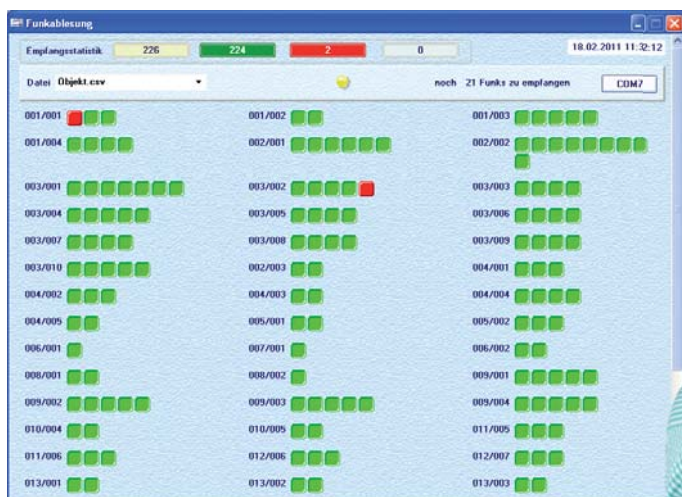 Funkablesung
Empfangsstatistik 226 224 2 0 18.02.2011 11:32:12
Datei Objekt.csv noch 21 Funks zu empfangen COM7
001/001 001/002 001/003
001/004 002/001 002/002
003/001 003/002 003/003
003/004 003/005 003/006
003/007 003/008 003/009
003/010 002/003 004/001
004/002 004/003 004/004
004/005 005/001 005/002
006/001 007/001 006/002
008/001 008/002 009/001
009/002 009/003 009/004
010/004 010/005 011/005
011/006 012/006 012/007
013/001 013/002 013/003